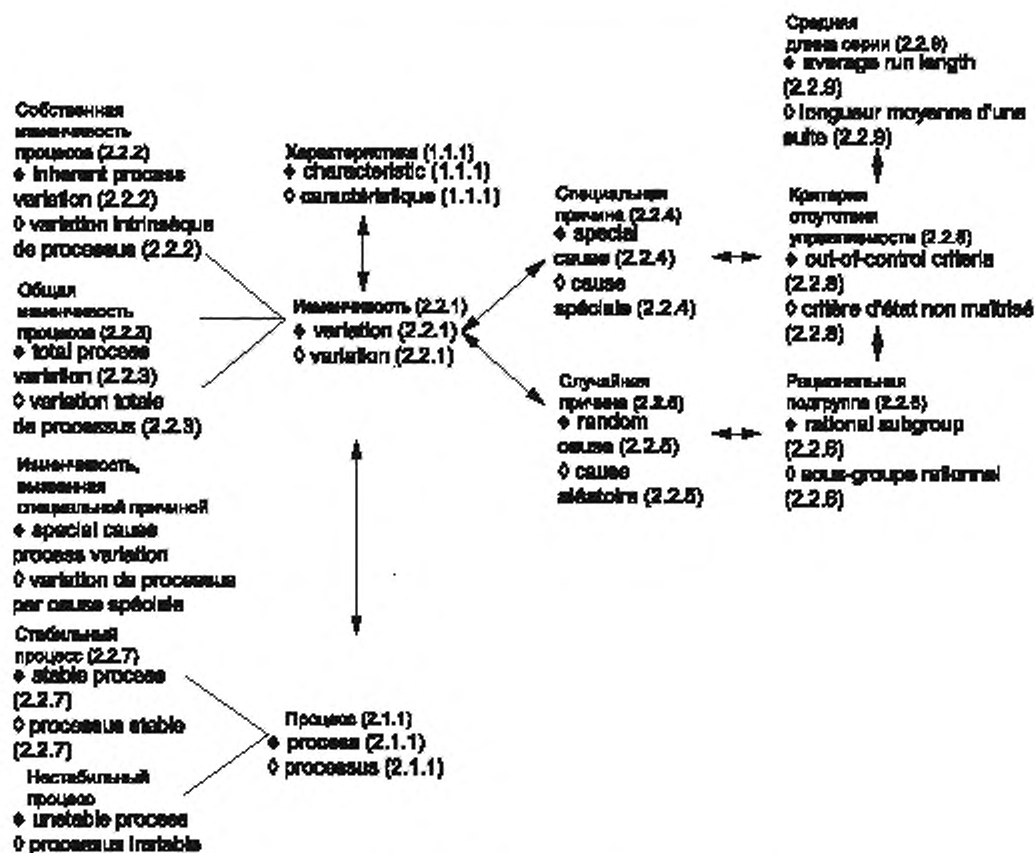 Собственная
изменчивость
процесса (2.2.2)
♦ inherent process
variation (2.2.2)
◊ variation intrinsèque
de processus (2.2.2)
Общая
изменчивость
процесса (2.2.3)
♦ total process
variation (2.2.3)
◊ variation totale
de processus (2.2.3)
Изменчивость,
вызванная
специальной причиной
♦ special cause
process variation
◊ variation de processus
par cause spéciale
Стабильный
процесс (2.2.7)
♦ stable process
(2.2.7)
◊ processus stable
(2.2.7)
Нестабильный
процесс
♦ unstable process
◊ processus instable
Характеристика (1.1.1)
♦ characteristic (1.1.1)
◊ caractéristique (1.1.1)
Изменчивость (2.2.1)
♦ variation (2.2.1)
◊ variation (2.2.1)
Процесс (2.1.1)
♦ process (2.1.1)
◊ processus (2.1.1)
Специальная
причина (2.2.4)
♦ special
cause (2.2.4)
◊ cause
spéciale (2.2.4)
Случайная
причина (2.2.5)
♦ random
cause (2.2.5)
◊ cause
aléatoire (2.2.5)
Средняя
длина серии (2.2.9)
♦ average run length
(2.2.9)
◊ longueur moyenne d'une
suite (2.2.9)
Критерии
отсутствия
управляемости (2.2.8)
♦ out-of-control criteria
(2.2.8)
◊ critère d'état non maîtrisé
(2.2.8)
Рациональная
подгруппа (2.2.6)
♦ rational subgroup
(2.2.6)
◊ sous-groupe rationnel
(2.2.6)